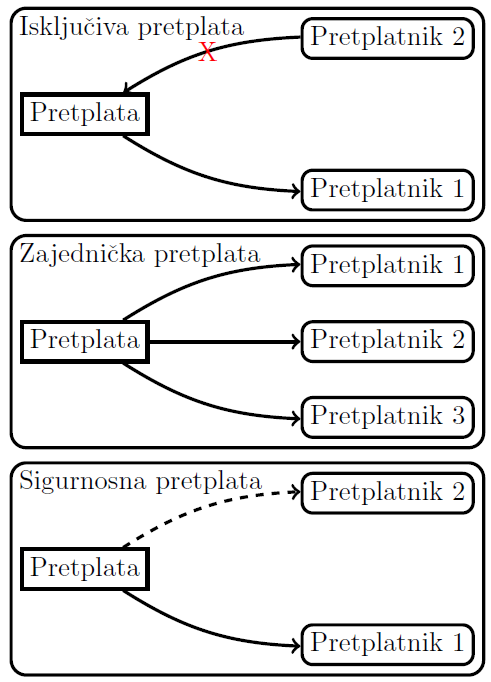 Isključiva pretplata
Pretplatnik 2
X
Pretplata
Pretplatnik 1
Zajednička pretplata
Pretplatnik 1
Pretplata
Pretplatnik 2
Pretplatnik 3
Sigurnosna pretplata
Pretplatnik 2
Pretplata
Pretplatnik 1